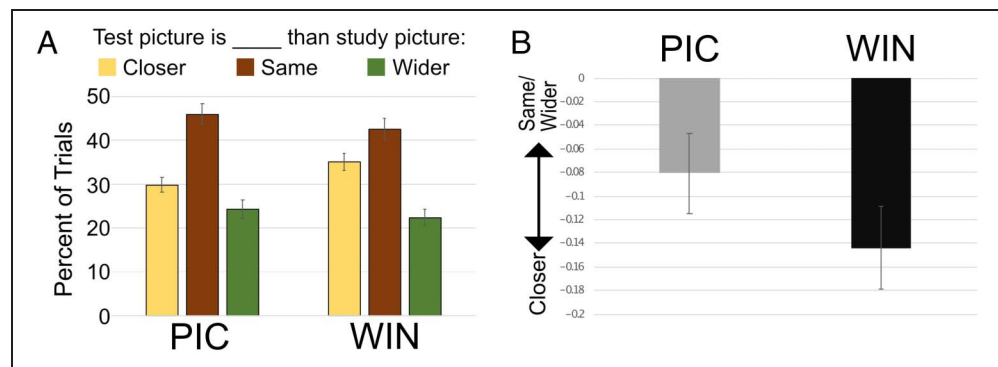 A
Test picture is _____ than study picture:
Closer Same Wider
Percent of Trials
50
40
30
20
10
0
PIC WIN
B
PIC WIN
Same/
Wider
Closer
0
−0.02
−0.04
−0.06
−0.08
−0.1
−0.12
−0.14
−0.16
−0.18
−0.2